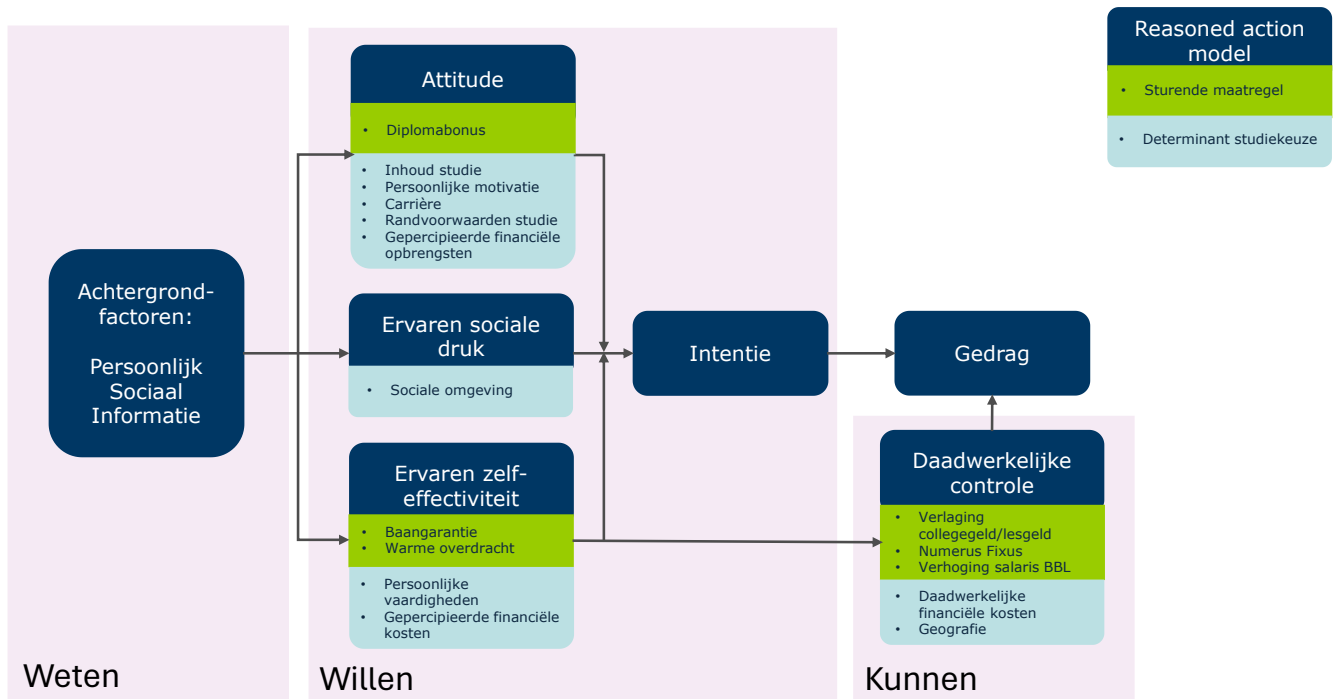 Reasoned action
model
• Sturende maatregel
• Determinant studiekeuze
Achtergrond-
factoren:
Persoonlijk
Sociaal
Informatie
Weten
Attitude
• Diplomabonus
• Inhoud studie
• Persoonlijke motivatie
• Carrière
• Randvoorwaarden studie
• Gepercipieerde financiële
opbrengsten
Ervaren sociale
druk
• Sociale omgeving
Ervaren zelf-
effectiviteit
• Baangarantie
• Warme overdracht
• Persoonlijke
vaardigheden
• Gepercipieerde financiële
kosten
Intentie
Willen
Gedrag
Daadwerkelijke
controle
• Verlaging
collegegeld/lesgeld
• Numerus Fixus
• Verhoging salaris BBL
• Daadwerkelijke
financiële kosten
• Geografie
Kunnen